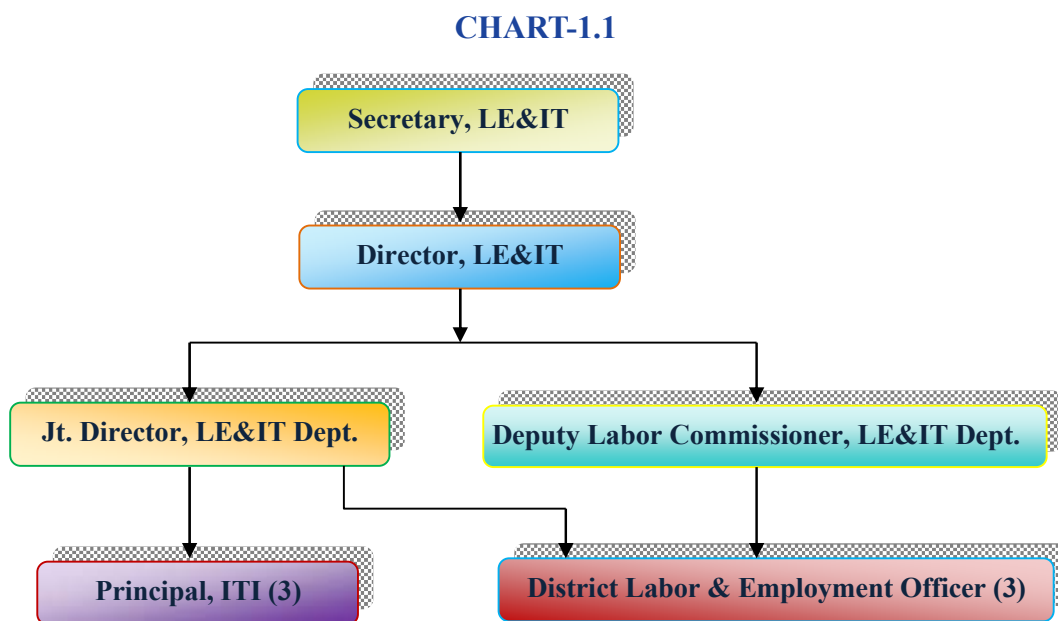 CHART-1.1
Secretary, LE&IT
Director, LE&IT
Jt. Director, LE&IT Dept.
Deputy Labor Commissioner, LE&IT Dept.
Principal, ITI (3)
District Labor & Employment Officer (3)